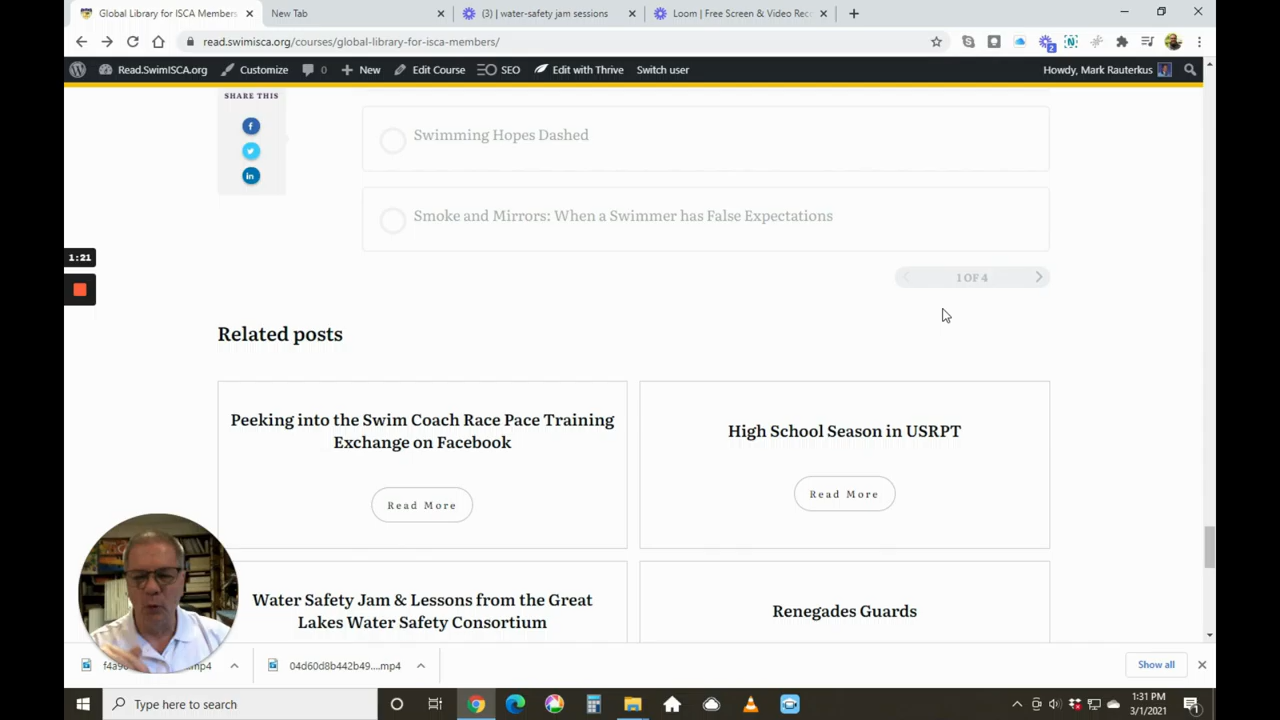 Global Library for ISCA Members
New Tab
(3) | water-safety jam sessions
Loom | Free Screen & Video Rec
read.swimisca.org/courses/global-library-for-isca-members/
2
Read.SwimISCA.org
Customize
0
New
Edit Course
SEO
Edit with Thrive
Switch user
Howdy, Mark Rauterkus
SHARE THIS
Swimming Hopes Dashed
Smoke and Mirrors: When a Swimmer has False Expectations
1:21
1 OF 4
Related posts
Peeking into the Swim Coach Race Pace Training
Exchange on Facebook
Read More
High School Season in USRPT
Read More
Water Safety Jam & Lessons from the Great
Lakes Water Safety Consortium
Renegades Guards
04d60d8b442b49....mp4
Show all
Type here to search
1:31 PM
3/1/2021